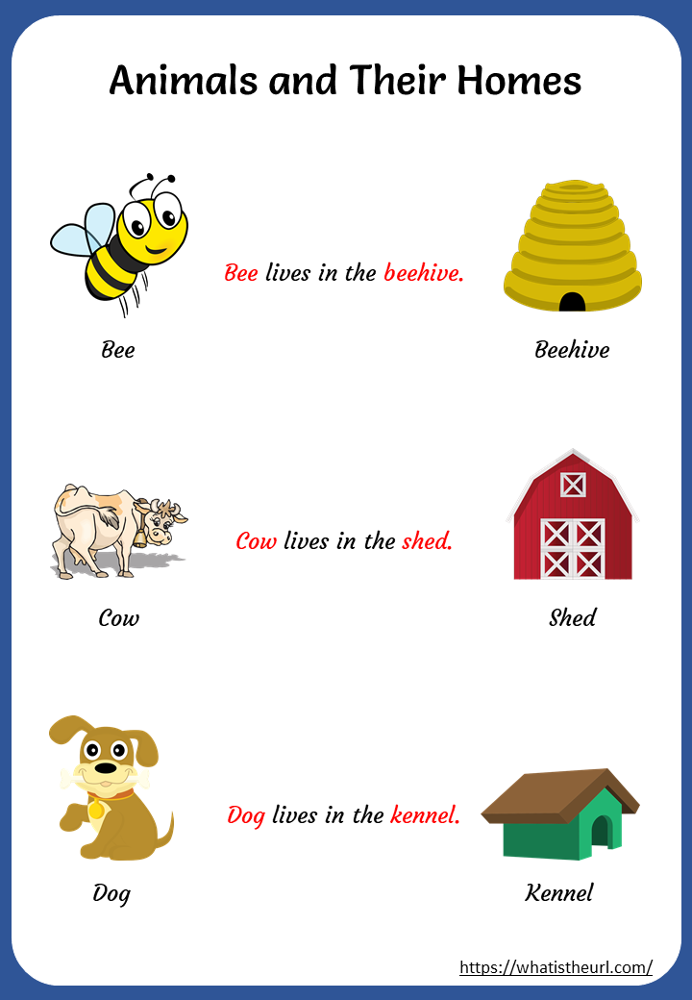 Animals and Their Homes
Bee lives in the beehive.
Bee
Beehive
Cow lives in the shed.
Cow
Shed
Dog lives in the kennel.
Dog
Kennel
https://whatistheurl.com/